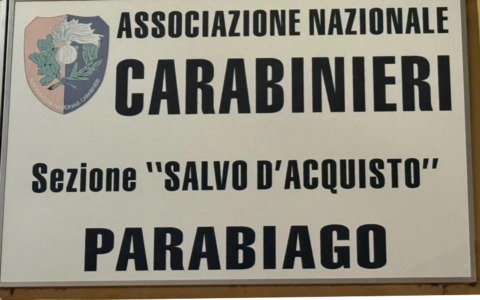 ASSOCIAZIONE NAZIONALE
CARABINIERI
Sezione "SALVO D'ACQUISTO"
PARABIAGO